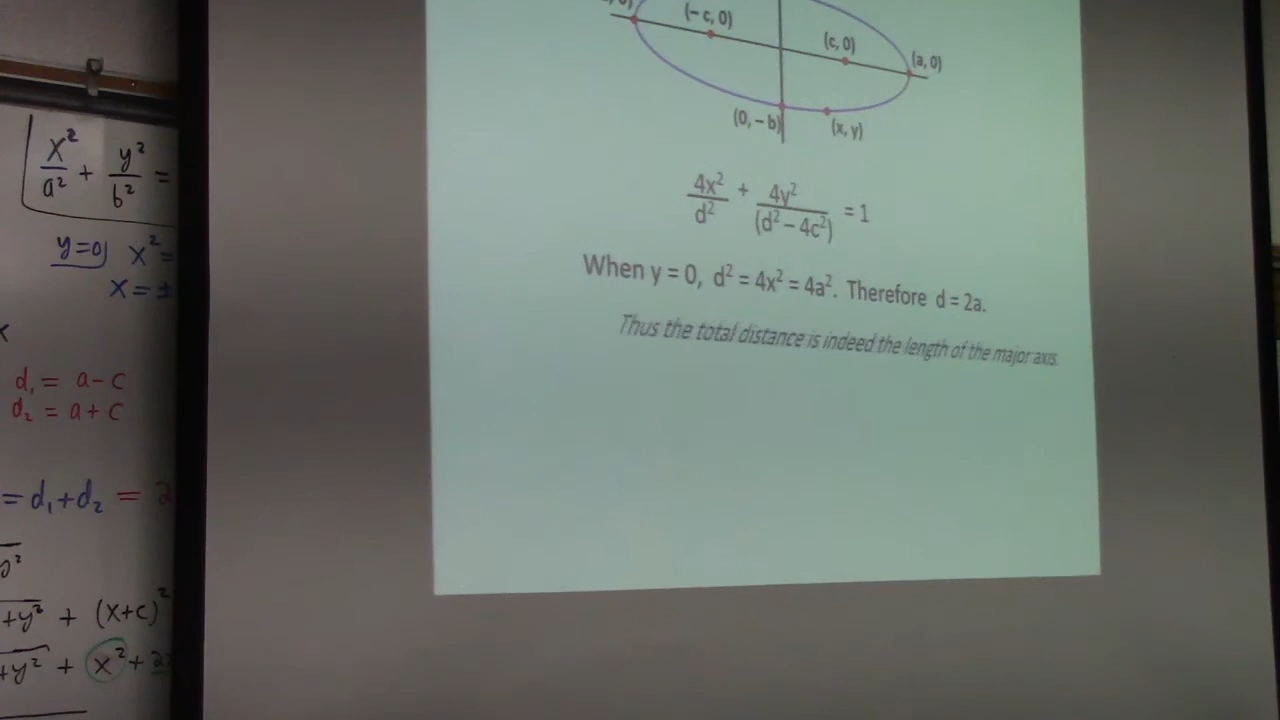 x²/a² + y²/b² =
y=0 x² =
x = ±
d₁ = a - c
d₂ = a + c
= d₁+d₂ = 2
+y² + (x+c)²
+y² + x² + 2
(-c, 0)
(c, 0)
(a, 0)
(0, -b)
(x, y)
4x²/d² + 4y²/(d² - 4c²) = 1
When y = 0, d² = 4x² = 4a². Therefore d = 2a.
Thus the total distance is indeed the length of the major axis.